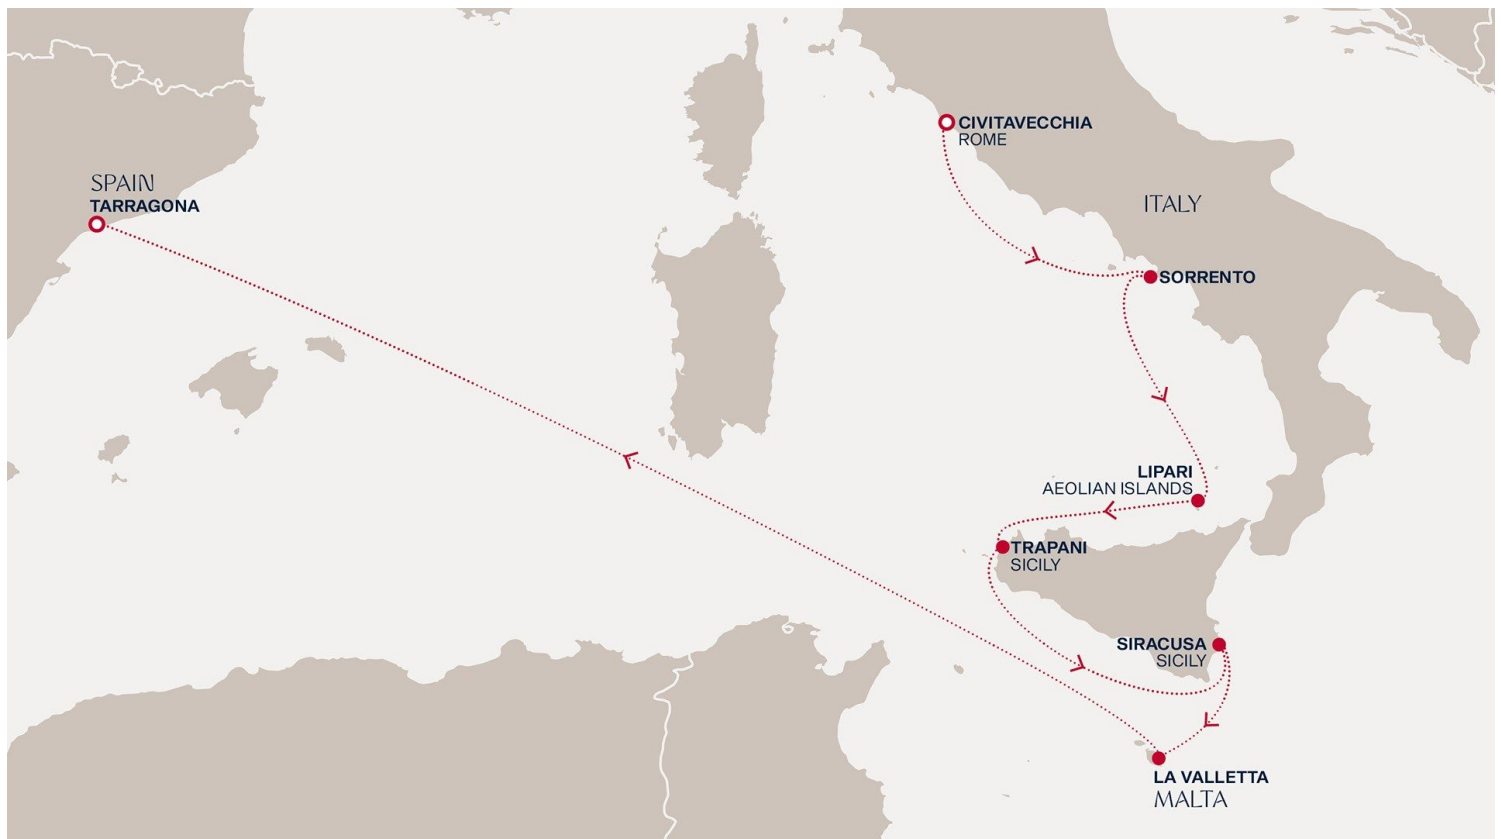 CIVITAVECCHIA
ROME
SPAIN
TARRAGONA
ITALY
SORRENTO
LIPARI
AEOLIAN ISLANDS
TRAPANI
SICILY
SIRACUSA
SICILY
LA VALLETTA
MALTA